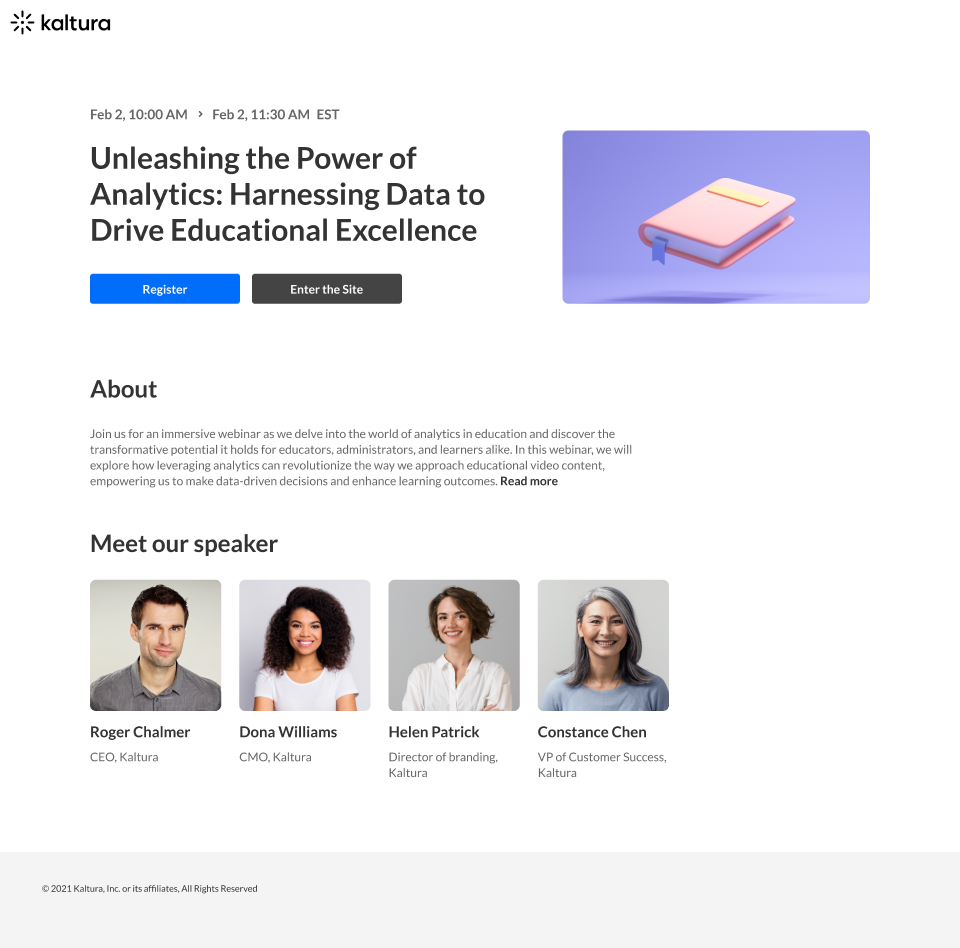 kaltura
Feb 2, 10:00 AM > Feb 2, 11:30 AM EST
Unleashing the Power of
Analytics: Harnessing Data to
Drive Educational Excellence
Register
Enter the Site
About
Join us for an immersive webinar as we delve into the world of analytics in education and discover the
transformative potential it holds for educators, administrators, and learners alike. In this webinar, we will
explore how leveraging analytics can revolutionize the way we approach educational video content,
empowering us to make data-driven decisions and enhance learning outcomes. Read more
Meet our speaker
Roger Chalmer
CEO, Kaltura
Dona Williams
CMO, Kaltura
Helen Patrick
Director of branding,
Kaltura
Constance Chen
VP of Customer Success,
Kaltura
© 2021 Kaltura, Inc. or its affiliates, All Rights Reserved